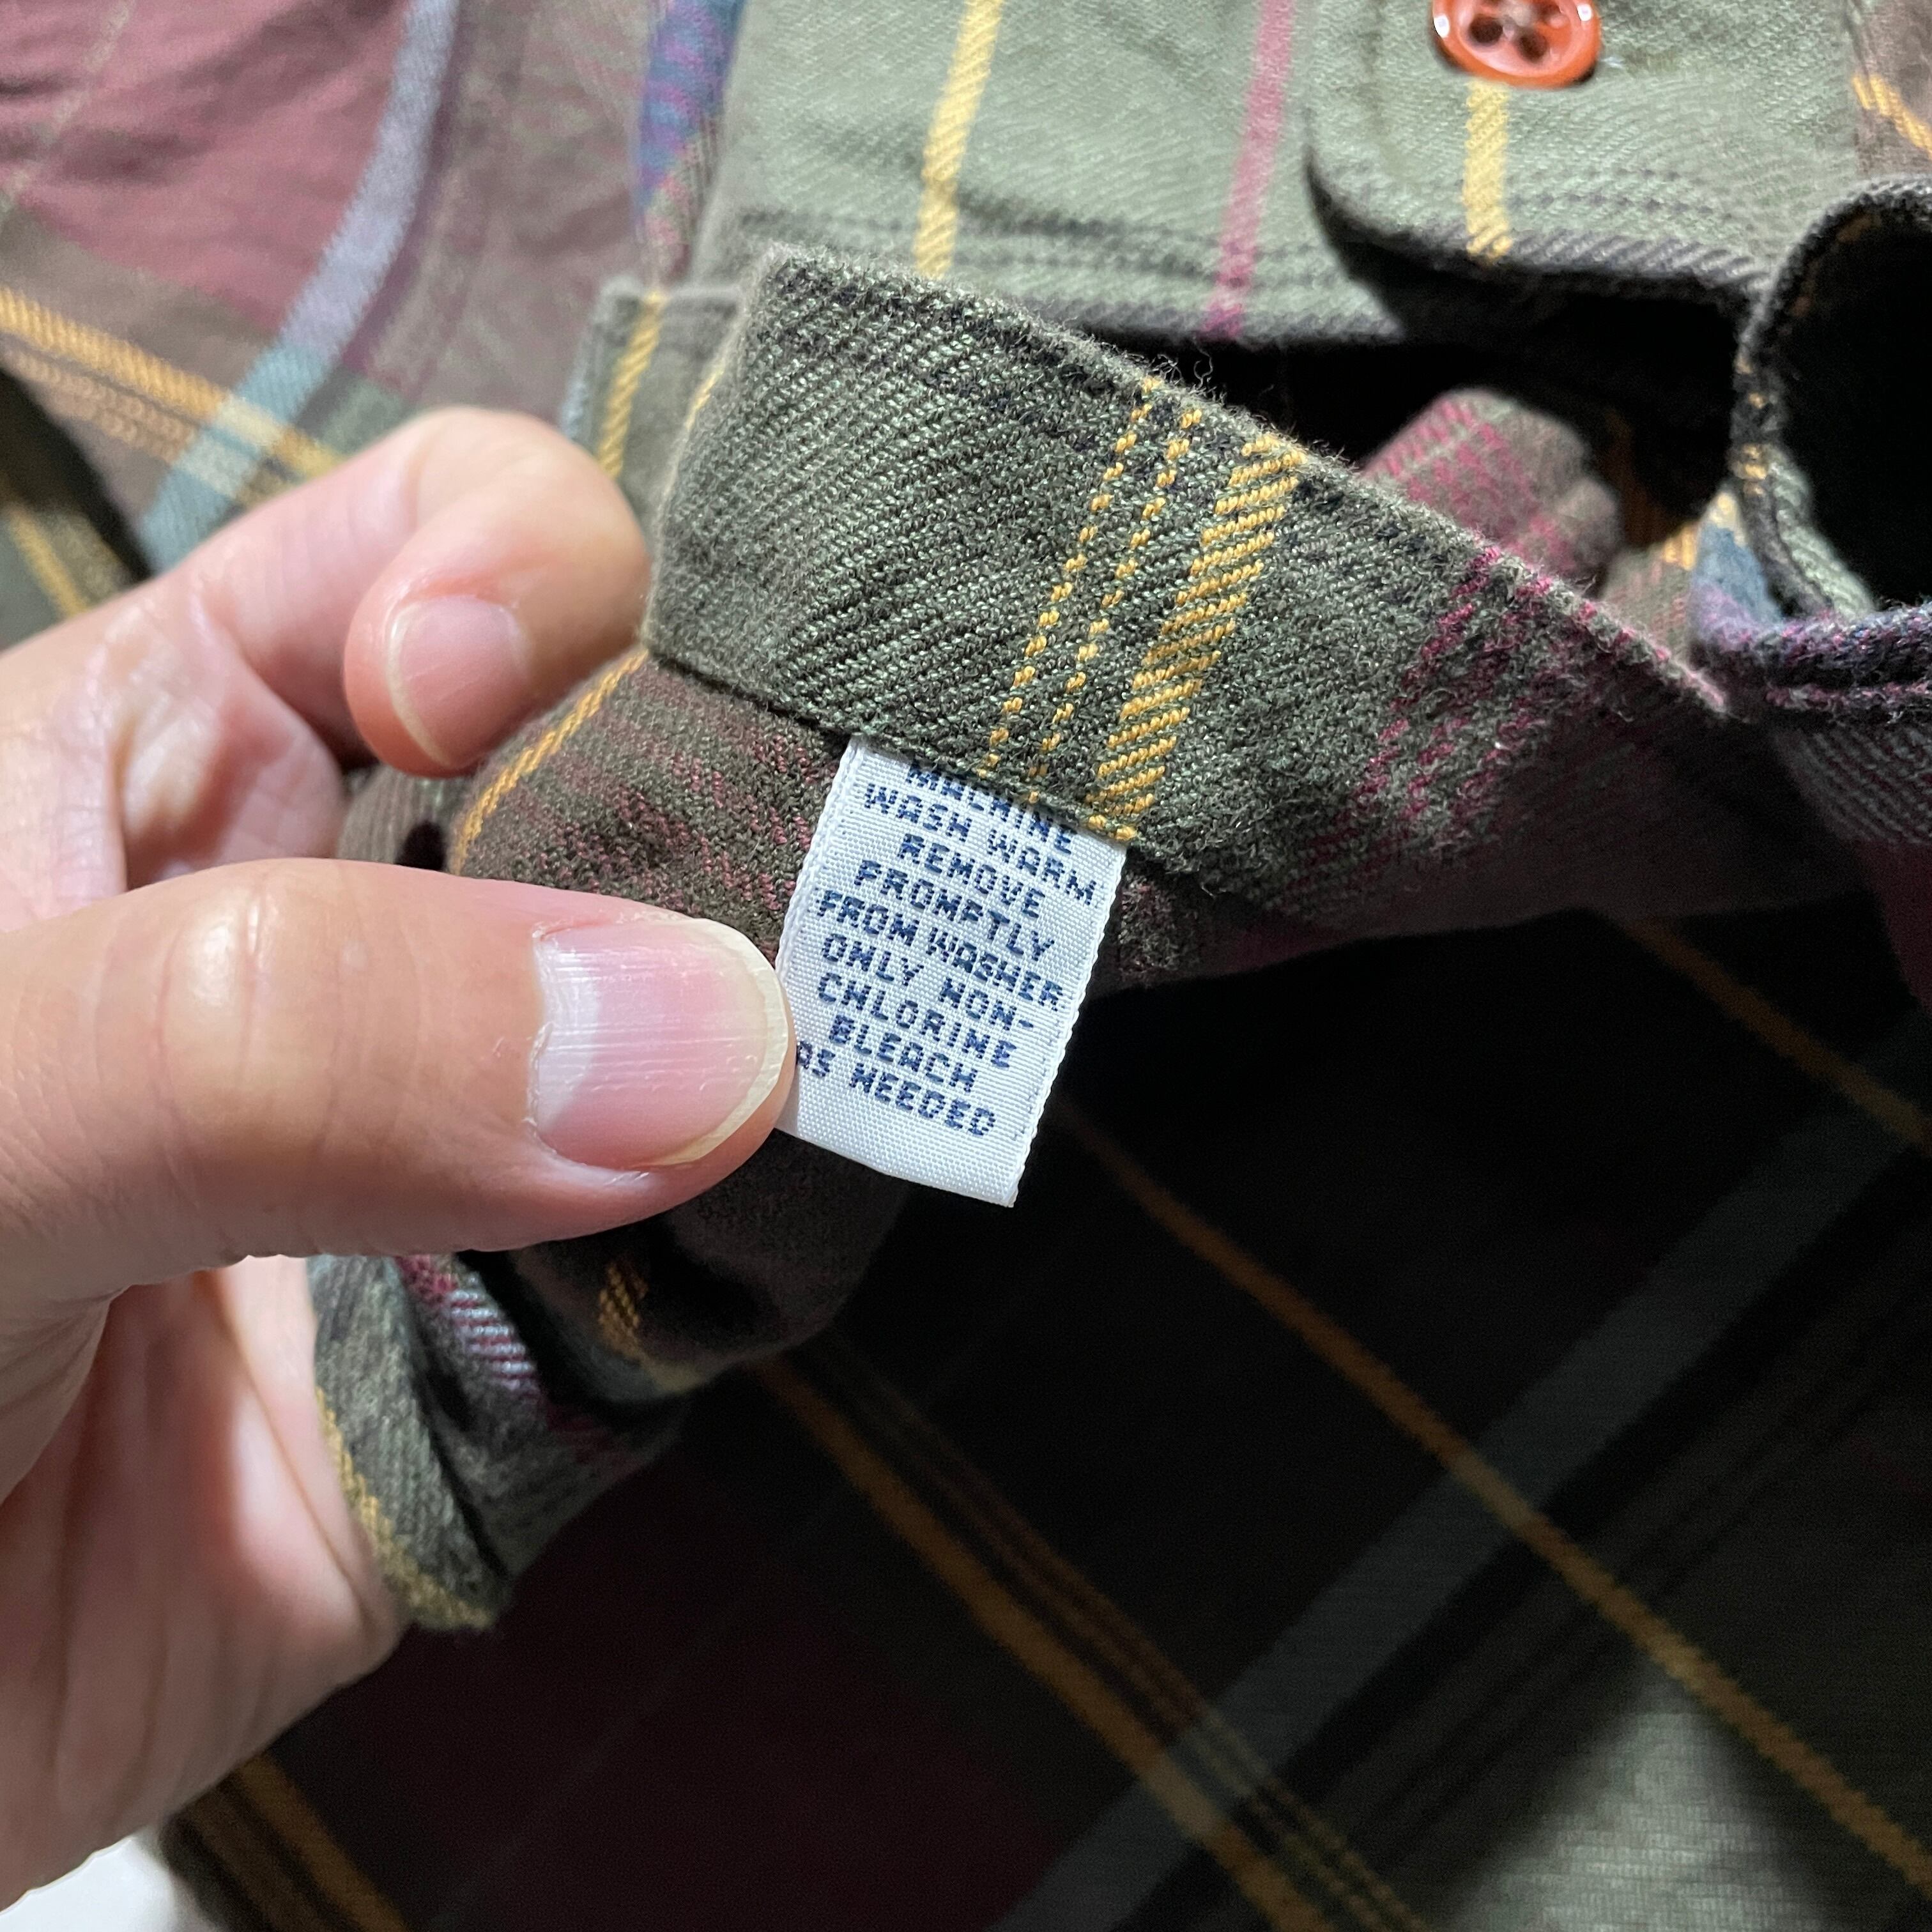 MACHINE
WASH WARM
REMOVE
PROMPTLY
FROM WASHER
ONLY NON-
CHLORINE
BLEACH
AS NEEDED